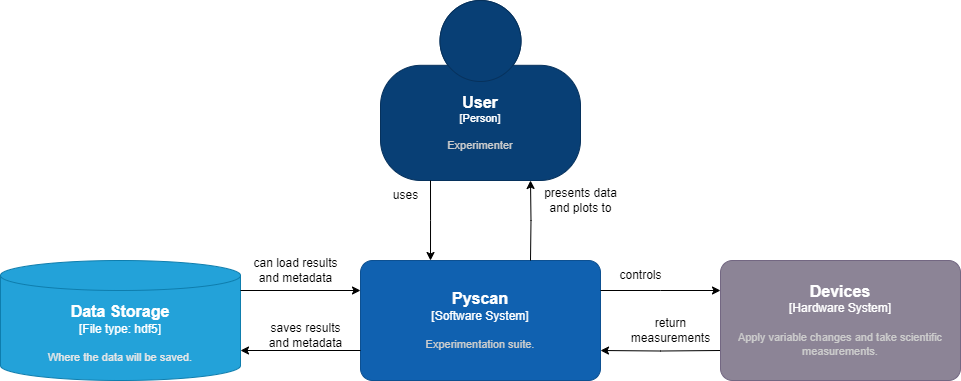 User
[Person]
Experimenter
uses
presents data
and plots to
can load results
and metadata
controls
Data Storage
[File type: hdf5]
Where the data will be saved.
saves results
and metadata
Pyscan
[Software System]
Experimentation suite.
return
measurements
Devices
[Hardware System]
Apply variable changes and take scientific
measurements.